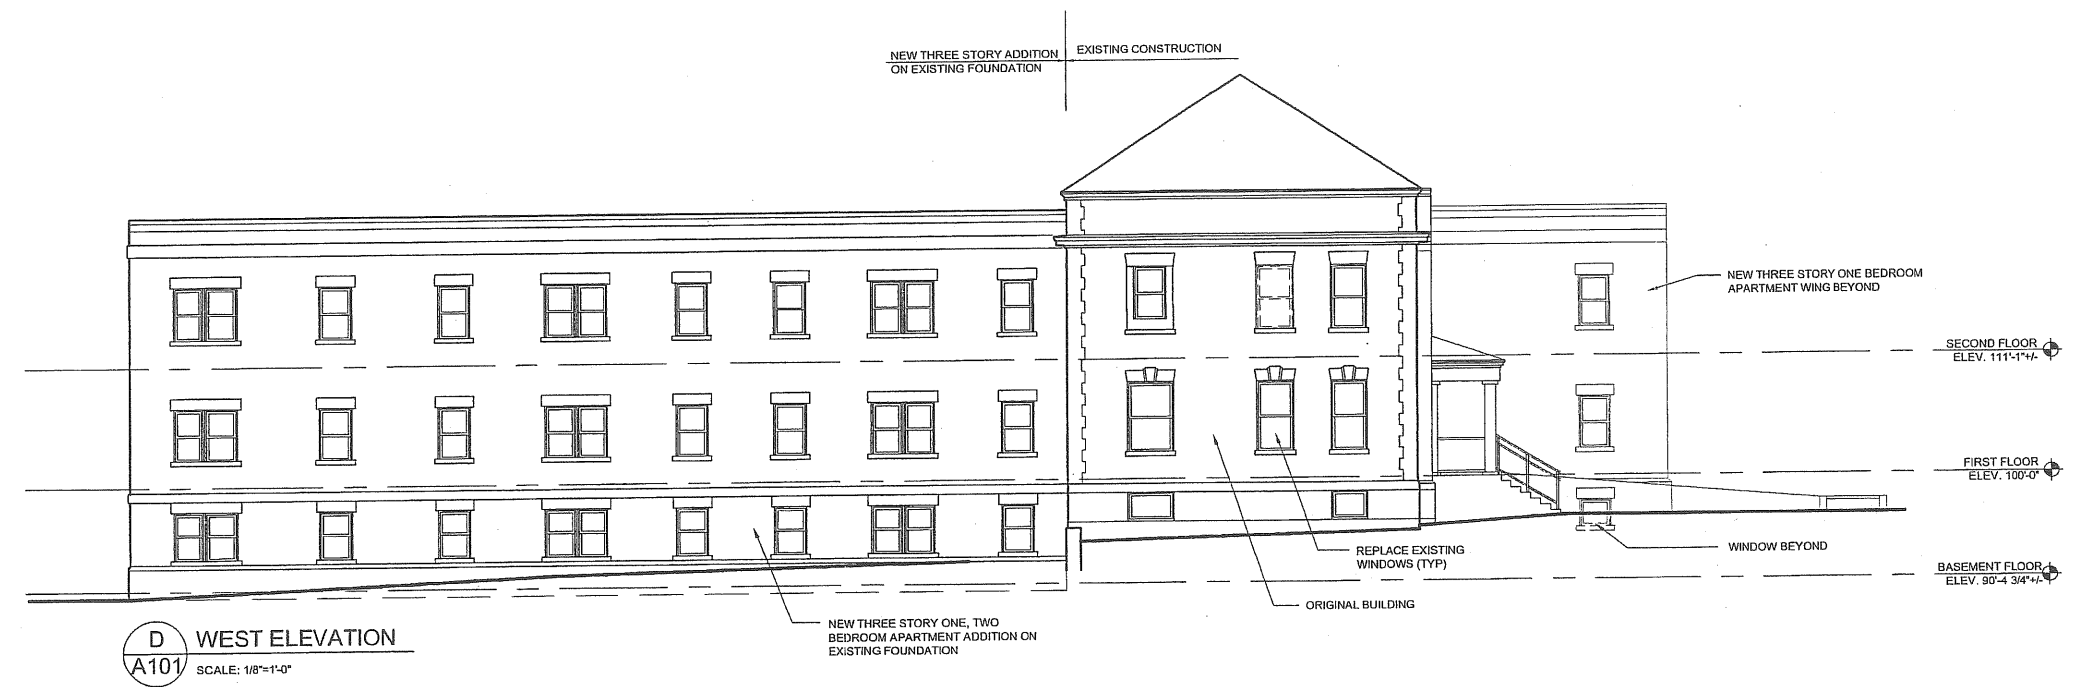 NEW THREE STORY ADDITION
ON EXISTING FOUNDATION
EXISTING CONSTRUCTION
NEW THREE STORY ONE BEDROOM
APARTMENT WING BEYOND
SECOND FLOOR
ELEV. 111'-1"+/-
FIRST FLOOR
ELEV. 100'-0"
WINDOW BEYOND
REPLACE EXISTING
WINDOWS (TYP)
BASEMENT FLOOR
ELEV. 90'-4 3/4"+/-
ORIGINAL BUILDING
NEW THREE STORY ONE, TWO
BEDROOM APARTMENT ADDITION ON
EXISTING FOUNDATION
D
A101
WEST ELEVATION
SCALE: 1/8"=1'-0"